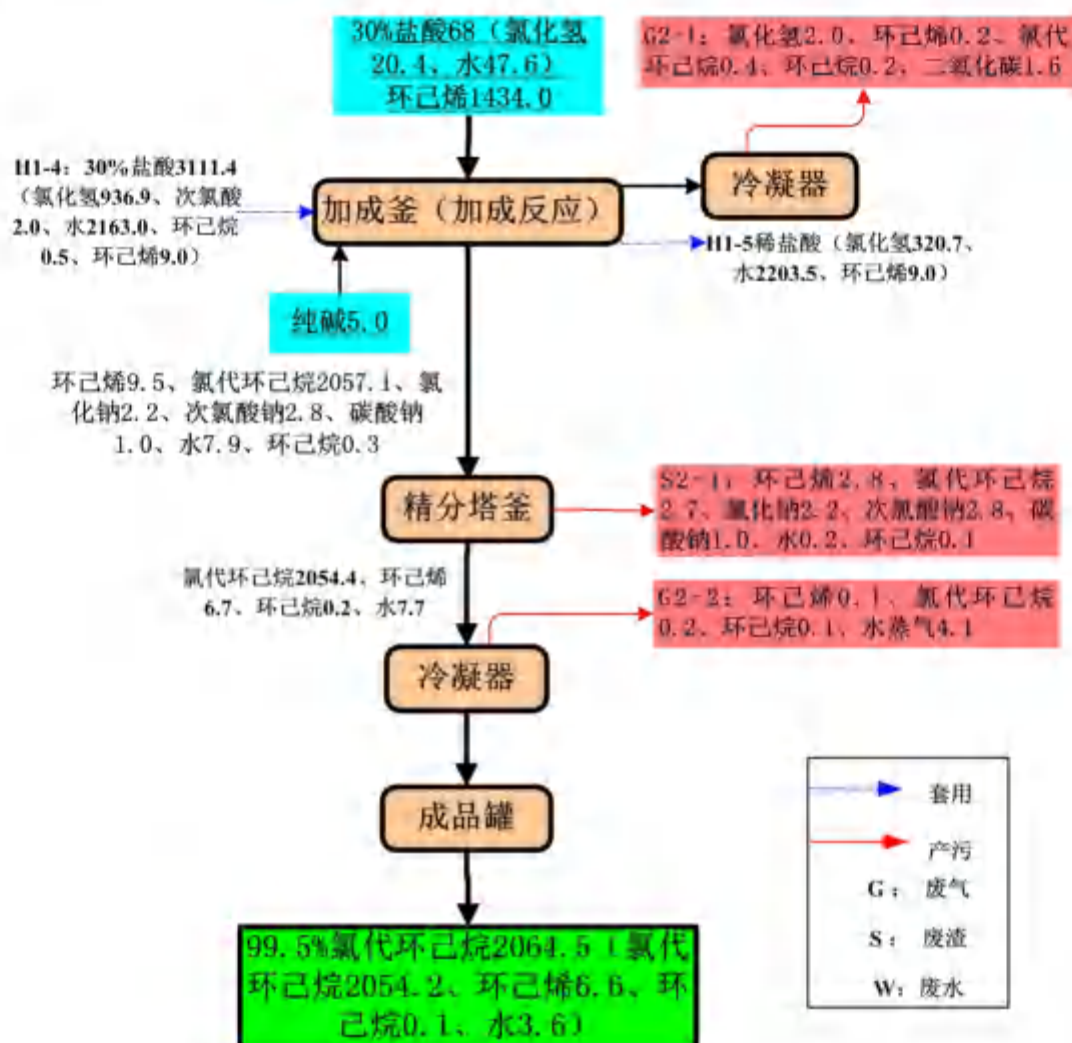 30%盐酸68（氯化氢
20.4、水47.6）
环己烯1434.0
G2-1：氯化氢2.0、环己烯0.2、氯代
环己烷0.4、环己烷0.2、二氧化碳1.6
H1-4：30%盐酸3111.4
（氯化氢936.9、次氯酸
2.0、水2163.0、环己烷
0.5、环己烯9.0）
加成釜（加成反应）
冷凝器
H1-5稀盐酸（氯化氢320.7、
水2203.5、环己烯9.0）
纯碱5.0
环己烯9.5、氯代环己烷2057.1、氯
化钠2.2、次氯酸钠2.8、碳酸钠
1.0、水7.9、环己烷0.3
精分塔釜
S2-1：环己烯2.8、氯代环己烷
2.7、氯化钠2.2、次氯酸钠2.8、碳
酸钠1.0、水0.2、环己烷0.1
氯代环己烷2054.4、环己烯
6.7、环己烷0.2、水7.7
G2-2：环己烯0.1、氯代环己烷
0.2、环己烷0.1、水蒸气4.1
冷凝器
成品罐
99.5%氯代环己烷2064.5（氯代
环己烷2054.2、环己烯6.6、环
己烷0.1、水3.6）
套用
产污
G：废气
S：废渣
W：废水